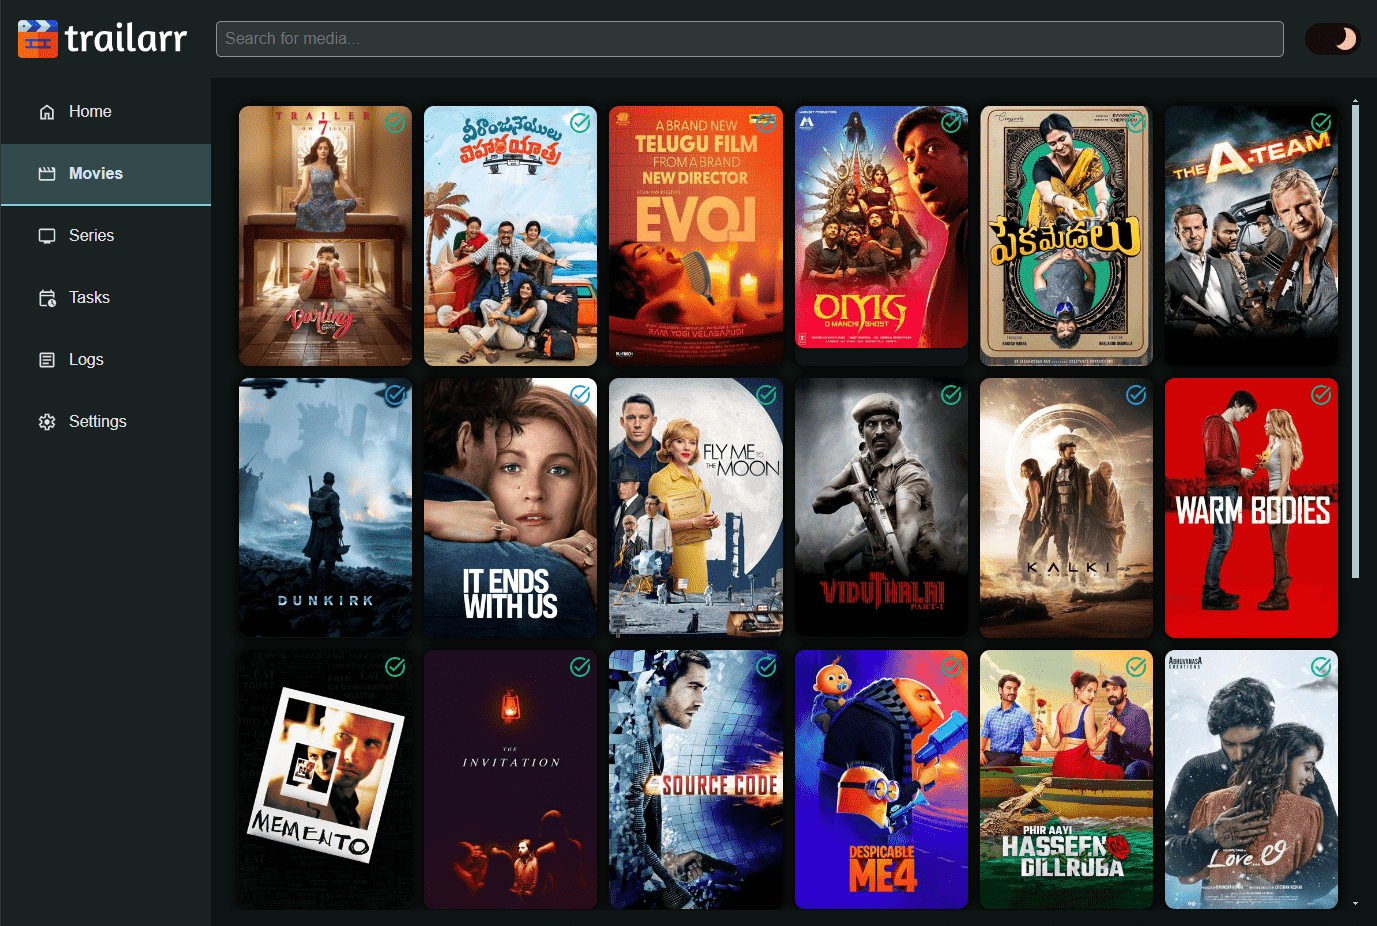 trailarr
Search for media...
Home
Movies
Series
Tasks
Logs
Settings
TRAILER
7
Darling
వీరాంజనేయులు
విహారయాత్ర
A BRAND NEW
TELUGU FILM
FROM A BRAND
NEW DIRECTOR
EVOL
RAM YOGI VELAGAPUDI
OMG
O MANCHI GHOST
పేకమేడలు
THE A-TEAM
DUNKIRK
IT ENDS
WITH US
FLY ME TO
THE MOON
VIDUTHALAI
PART-I
KALKI
WARM BODIES
MEMENTO
THE
INVITATION
SOURCE CODE
DESPICABLE
ME4
PHIR AAYI
HASSEEN
DILLRUBA
ABHUVANASA
CREATIONS
Love...